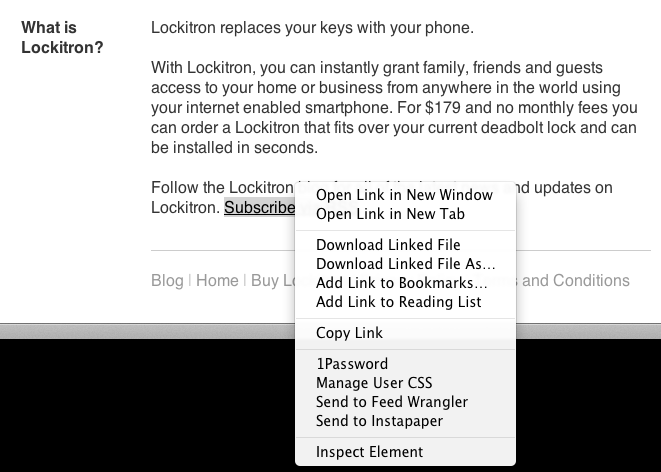 What is
Lockitron?
Lockitron replaces your keys with your phone.
With Lockitron, you can instantly grant family, friends and guests
access to your home or business from anywhere in the world using
your internet enabled smartphone. For $179 and no monthly fees you
can order a Lockitron that fits over your current deadbolt lock and can
be installed in seconds.
Follow the Lockitron and updates on
Lockitron. Subscribe
Open Link in New Window
Open Link in New Tab
Download Linked File
Download Linked File As...
Add Link to Bookmarks...
Add Link to Reading List
Copy Link
1Password
Manage User CSS
Send to Feed Wrangler
Send to Instapaper
Inspect Element
Blog | Home | Buy and Conditions